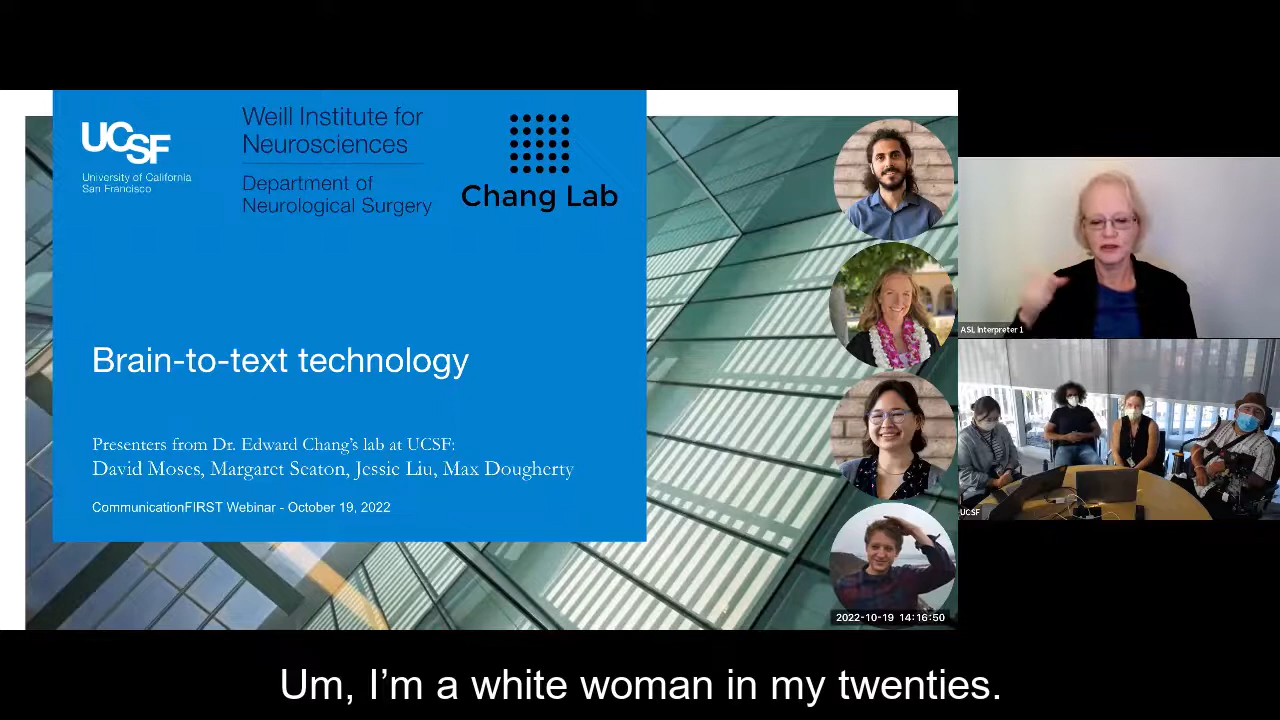 UCSF
University of California
San Francisco
Weill Institute for
Neurosciences
Department of
Neurological Surgery
Chang Lab
Brain-to-text technology
Presenters from Dr. Edward Chang's lab at UCSF:
David Moses, Margaret Seaton, Jessie Liu, Max Dougherty
CommunicationFIRST Webinar - October 19, 2022
2022-10-19 14:16:50
ASL Interpreter 1
UCSF
Um, I'm a white woman in my twenties.